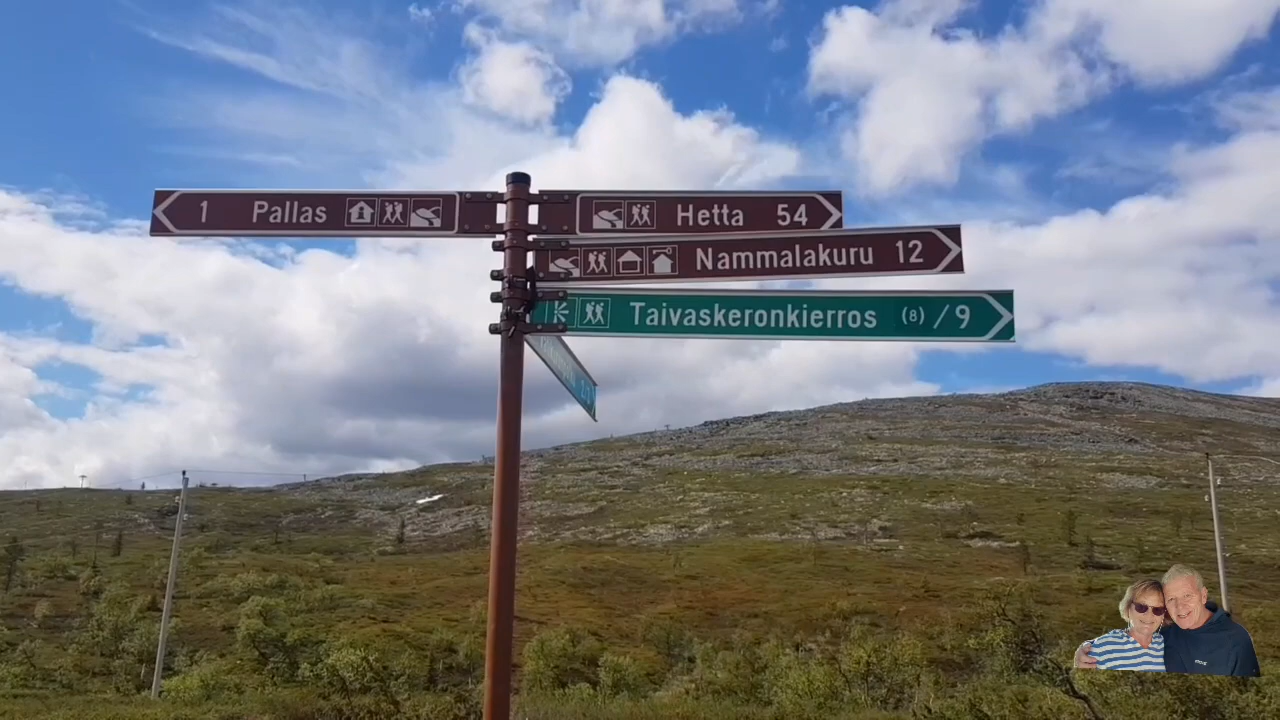 1 Pallas
Hetta 54
Nammalakuru 12
Taivaskeronkierros (8) / 9